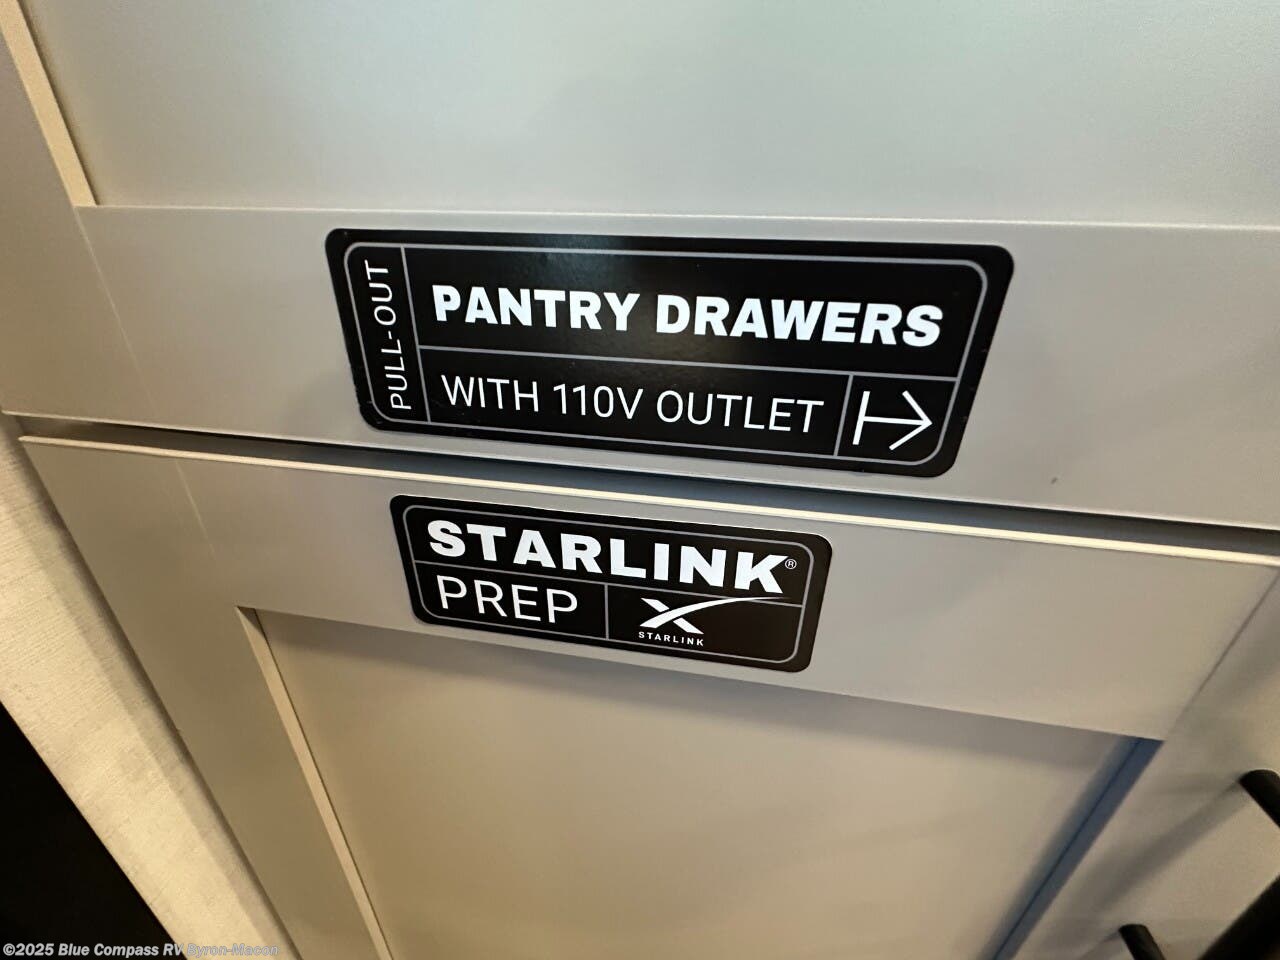 PULL-OUT
PANTRY DRAWERS
WITH 110V OUTLET
STARLINK®
PREP
STARLINK
©2025 Blue Compass RV Byron-Macon